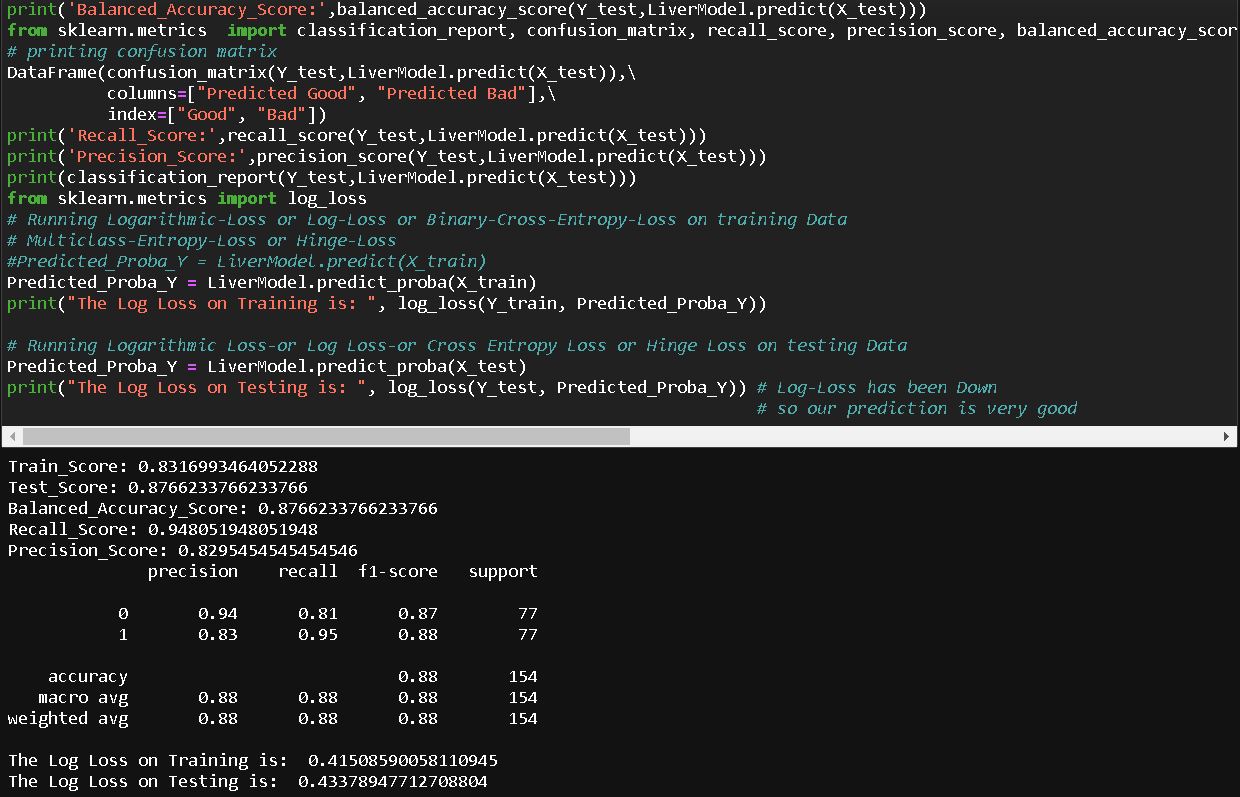 print('Balanced_Accuracy_Score:',balanced_accuracy_score(Y_test,LiverModel.predict(X_test)))
from sklearn.metrics  import classification_report, confusion_matrix, recall_score, precision_score, balanced_accuracy_scor
# printing confusion matrix
DataFrame(confusion_matrix(Y_test,LiverModel.predict(X_test)),\
          columns=["Predicted Good", "Predicted Bad"],\
          index=["Good", "Bad"])
print('Recall_Score:',recall_score(Y_test,LiverModel.predict(X_test)))
print('Precision_Score:',precision_score(Y_test,LiverModel.predict(X_test)))
print(classification_report(Y_test,LiverModel.predict(X_test)))
from sklearn.metrics import log_loss
# Running Logarithmic-Loss or Log-Loss or Binary-Cross-Entropy-Loss on training Data
# Multiclass-Entropy-Loss or Hinge-Loss
#Predicted_Proba_Y = LiverModel.predict(X_train)
Predicted_Proba_Y = LiverModel.predict_proba(X_train)
print("The Log Loss on Training is: ", log_loss(Y_train, Predicted_Proba_Y))
# Running Logarithmic Loss-or Log Loss-or Cross Entropy Loss or Hinge Loss on testing Data
Predicted_Proba_Y = LiverModel.predict_proba(X_test)
print("The Log Loss on Testing is: ", log_loss(Y_test, Predicted_Proba_Y)) # Log-Loss has been Down
# so our prediction is very good
Train_Score: 0.8316993464052288
Test_Score: 0.8766233766233766
Balanced_Accuracy_Score: 0.8766233766233766
Recall_Score: 0.948051948051948
Precision_Score: 0.8295454545454546
              precision    recall  f1-score   support
           0       0.94      0.81      0.87        77
           1       0.83      0.95      0.88        77
    accuracy                           0.88       154
   macro avg       0.88      0.88      0.88       154
weighted avg       0.88      0.88      0.88       154
The Log Loss on Training is:  0.41508590058110945
The Log Loss on Testing is:  0.43378947712708804